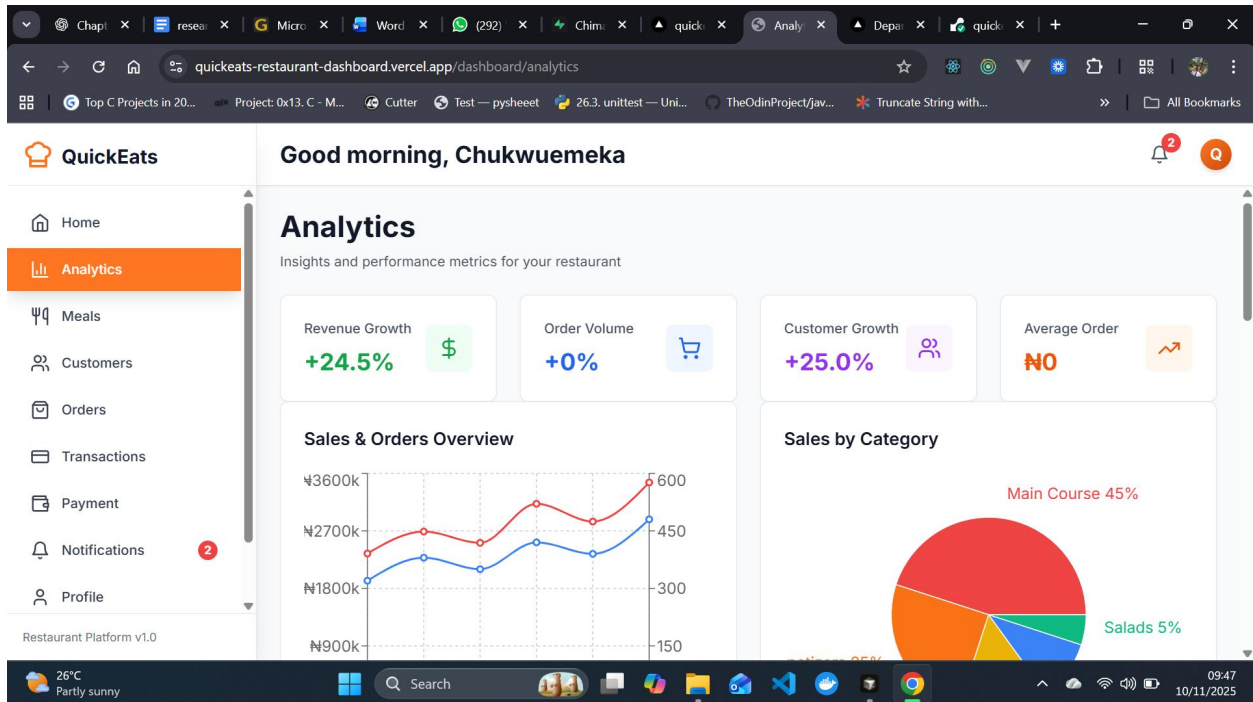 Chapt
resea
Micro
Word
(292)
Chim
quick
Analy
Depa
quick
quickeats-restaurant-dashboard.vercel.app/dashboard/analytics
Top C Projects in 20...
Project: 0x13. C - M...
Cutter
Test — pysheeet
26.3. unittest — Uni...
TheOdinProject/jav...
Truncate String with...
»
All Bookmarks
QuickEats
Good morning, Chukwuemeka
2
Q
Home
Analytics
Meals
Customers
Orders
Transactions
Payment
Notifications 2
Profile
Restaurant Platform v1.0
Analytics
Insights and performance metrics for your restaurant
Revenue Growth
+24.5%
Order Volume
+0%
Customer Growth
+25.0%
Average Order
₦0
Sales & Orders Overview
₦3600k
₦2700k
₦1800k
₦900k
600
450
300
150
Sales by Category
Main Course 45%
Salads 5%
26°C
Partly sunny
Search
09:47
10/11/2025